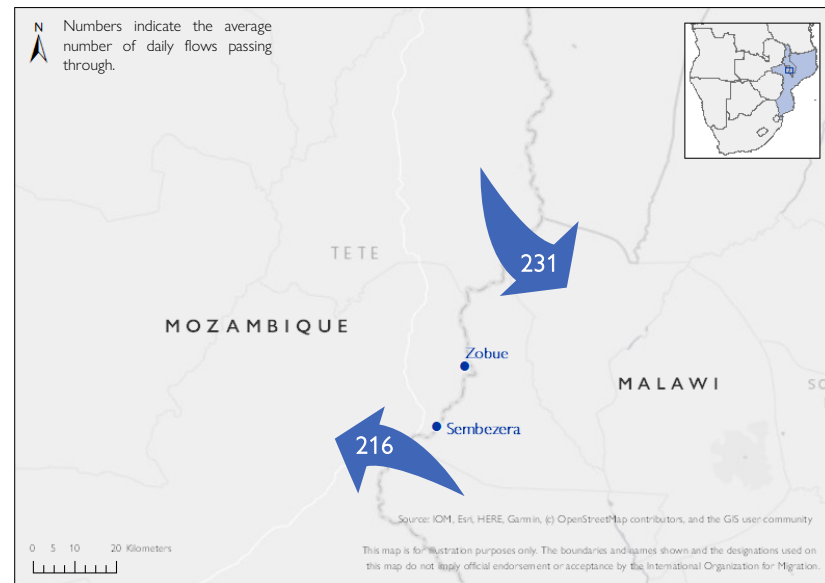 N
Numbers indicate the average
number of daily flows passing
through.
231
TETE
MOZAMBIQUE
Zobue
MALAWI
SO
Sembezera
216
Source: IOM, Esri, HERE, Garmin, (c) OpenStreetMap contributors, and the GIS user community
0 5 10 20 Kilometers
This map is for illustration purposes only. The boundaries and names shown and the designations used on
this map do not imply official endorsement or acceptance by the International Organization for Migration.